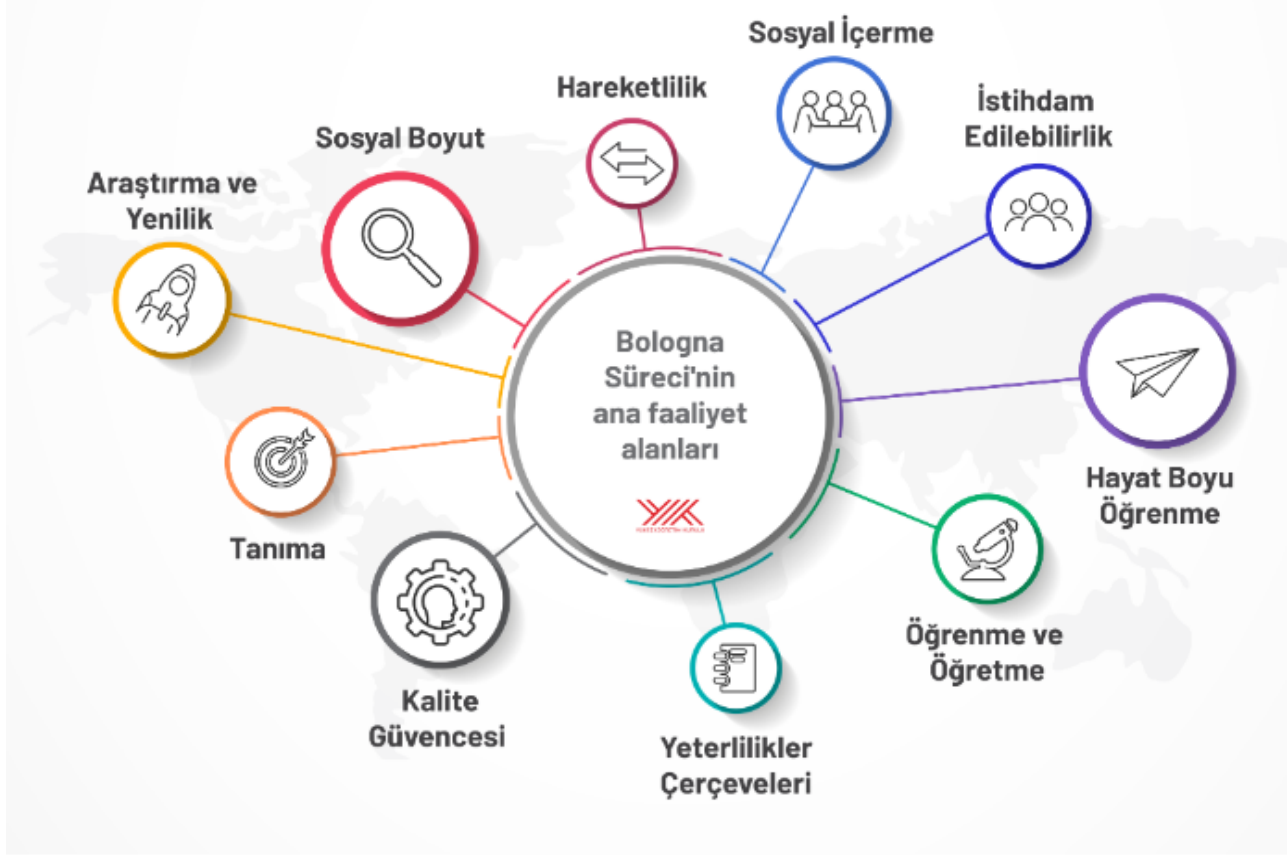 Sosyal İçerme
Hareketlilik
İstihdam
Edilebilirlik
Sosyal Boyut
Araştırma ve
Yenilik
Bologna
Süreci'nin
ana faaliyet
alanları
Hayat Boyu
Öğrenme
Tanıma
Öğrenme ve
Öğretme
Kalite
Güvencesi
Yeterlilikler
Çerçeveleri